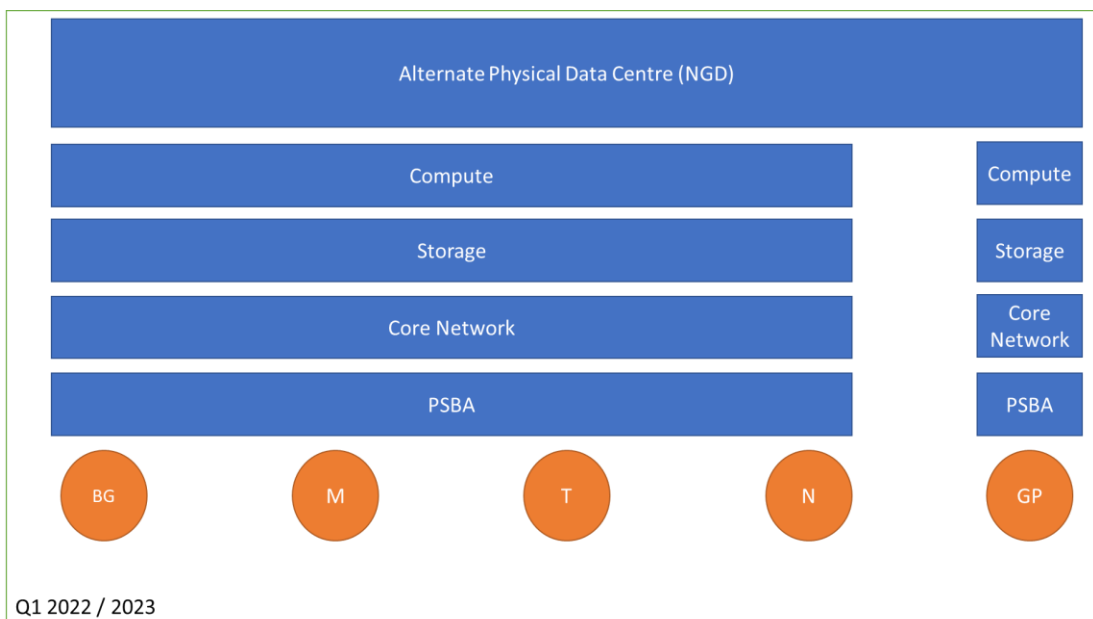 Alternate Physical Data Centre (NGD)
Compute
Compute
Storage
Storage
Core Network
Core
Network
PSBA
PSBA
BG
M
T
N
GP
Q1 2022 / 2023